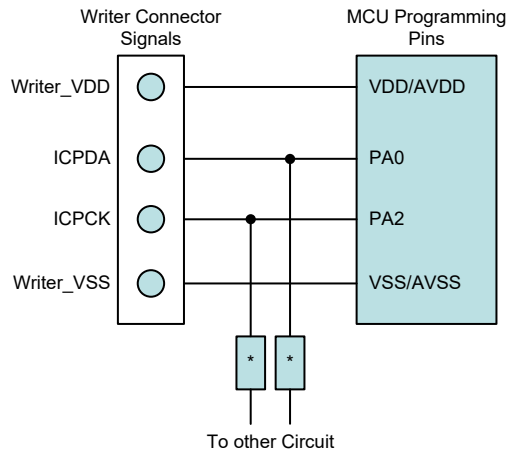 Writer Connector
Signals
MCU Programming
Pins
Writer_VDD
VDD/AVDD
ICPDA
PA0
ICPCK
PA2
Writer_VSS
VSS/AVSS
*
*
To other Circuit